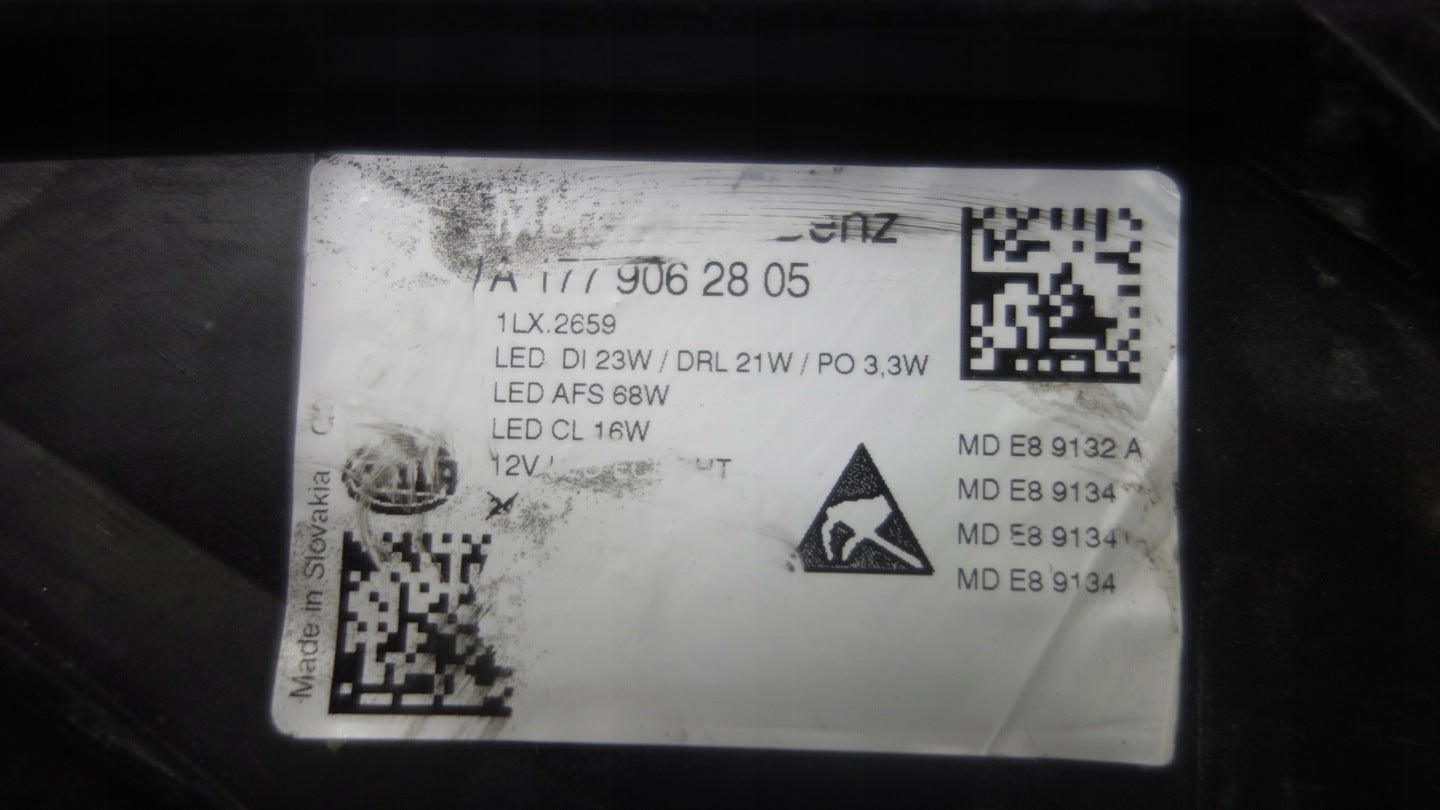 A 177 906 28 05
1LX.2659
LED DI 23W / DRL 21W / PO 3,3W
LED AFS 68W
LED CL 16W
12V
MD E8 9132 A
MD E8 9134
MD E8 9134
MD E8 9134
Made in Slovakia